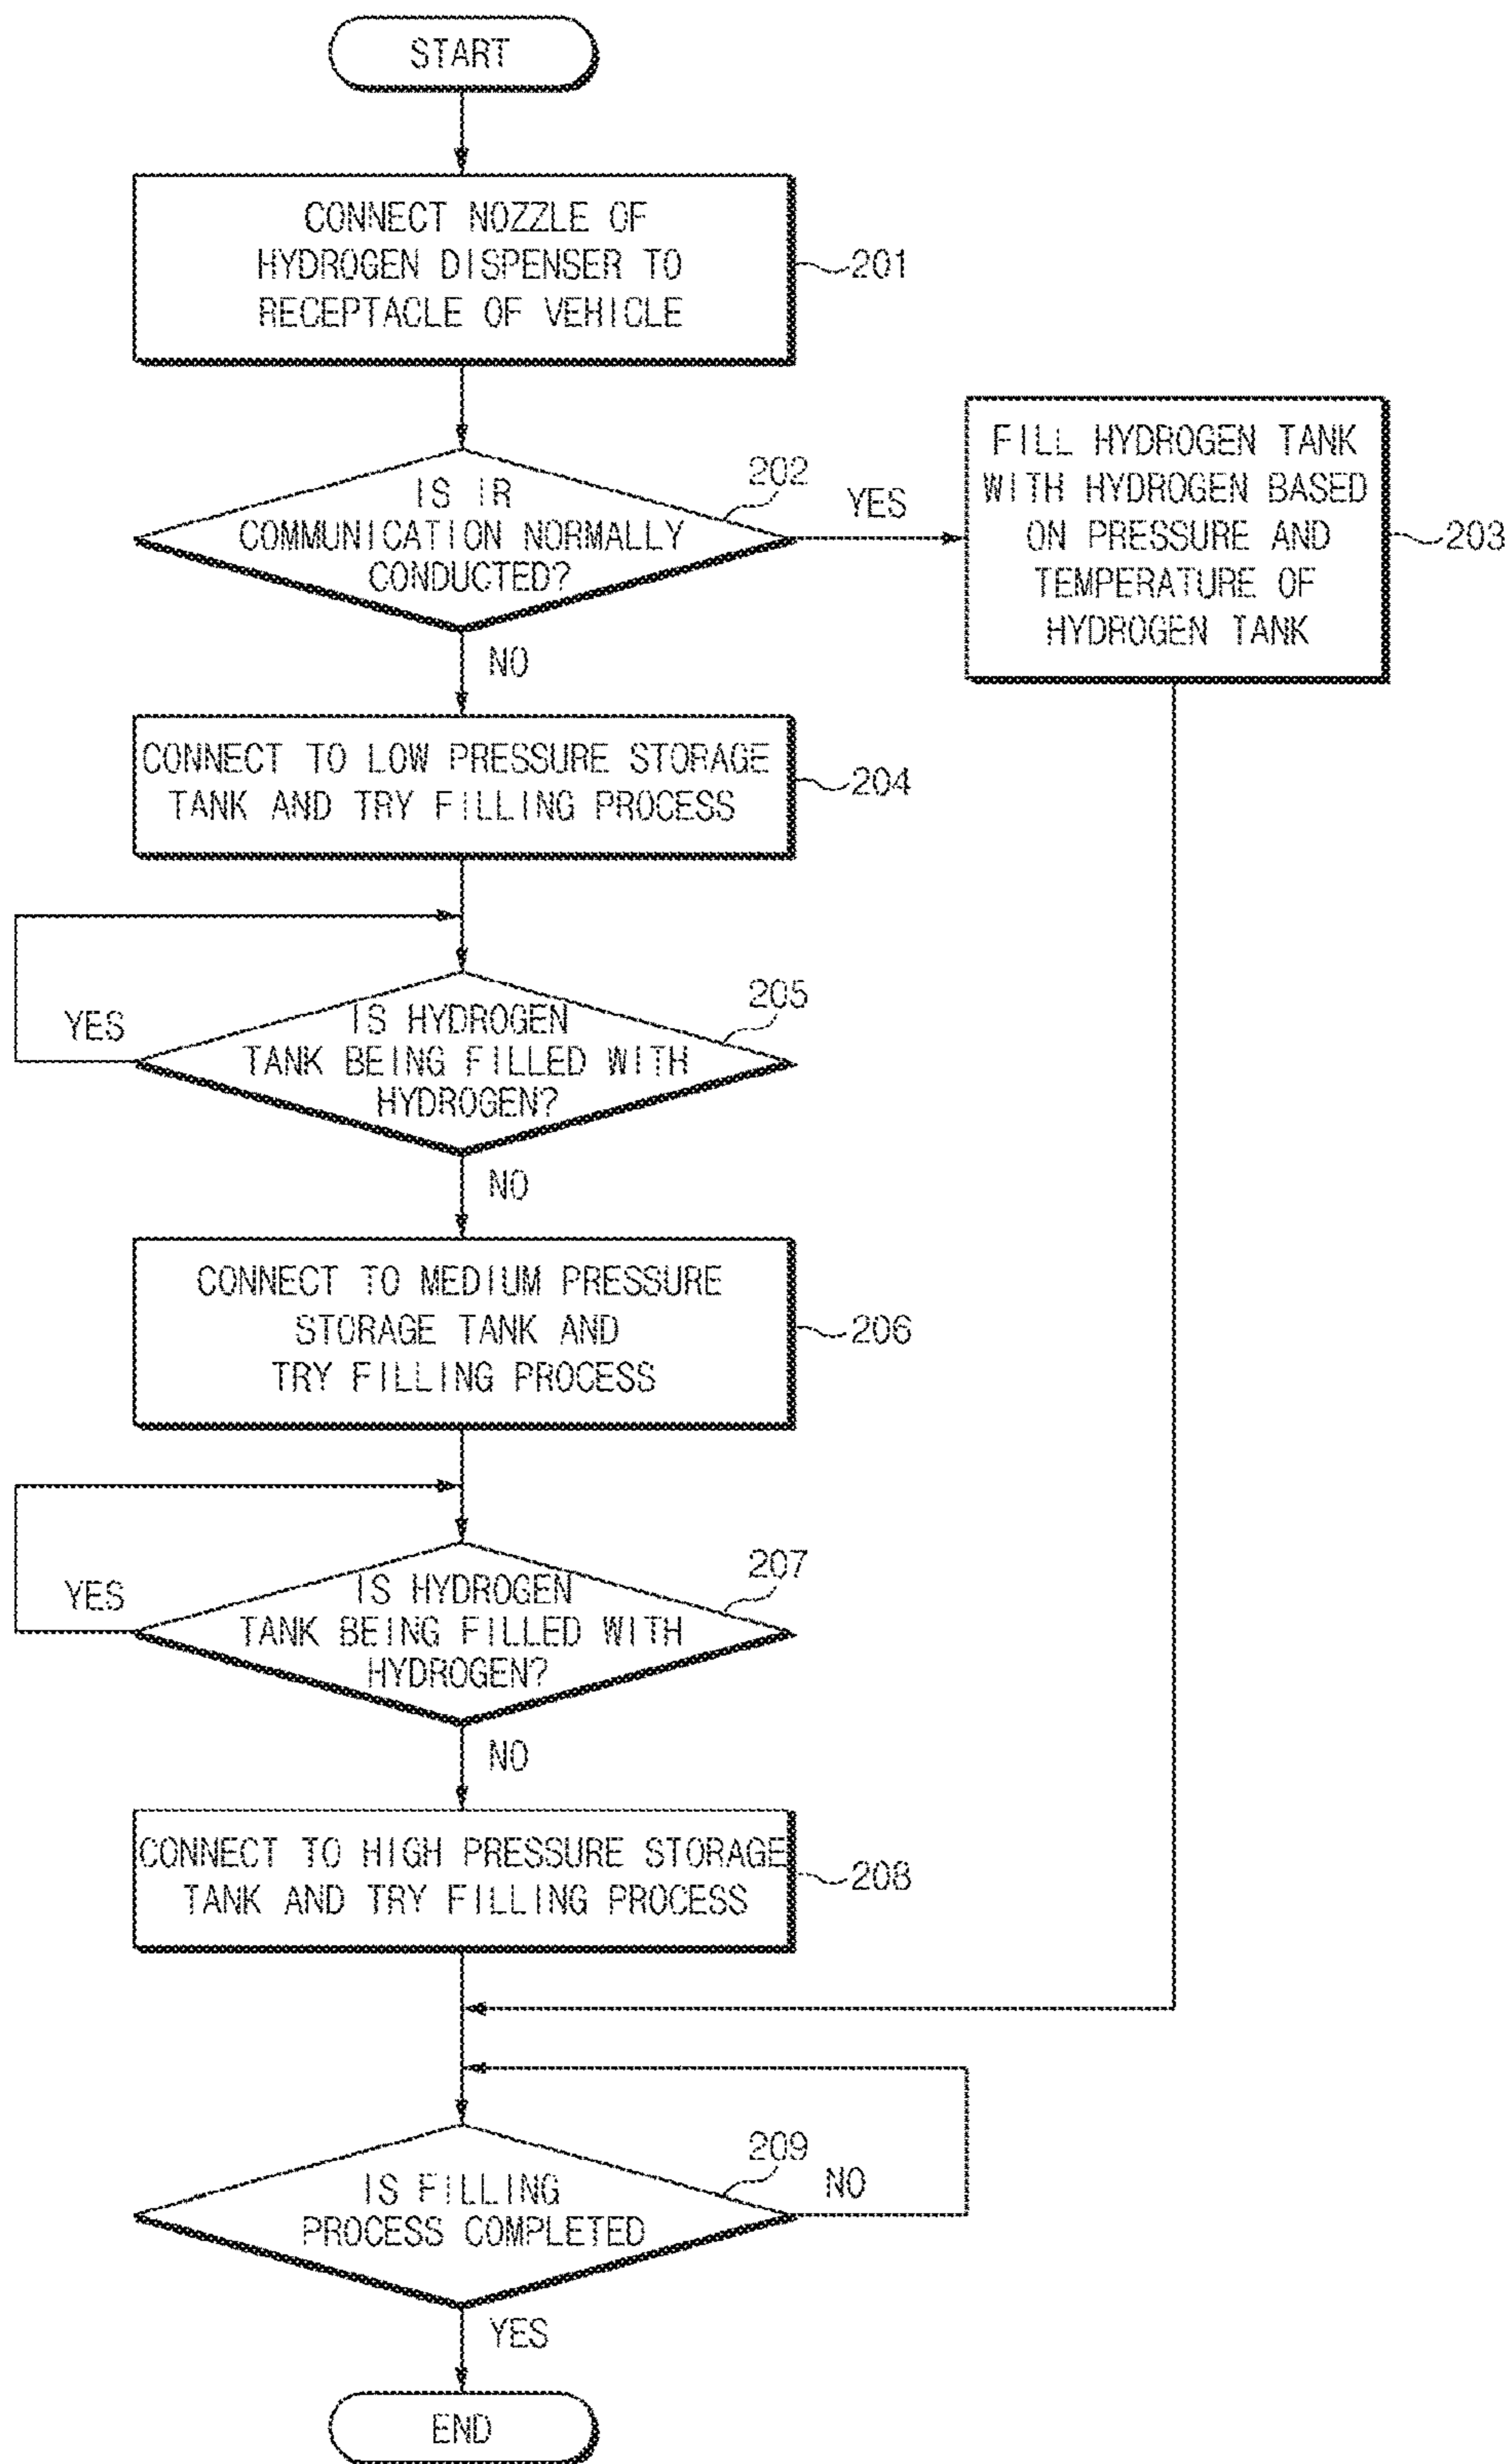 START
CONNECT NOZZLE OF
HYDROGEN DISPENSER TO
RECEPTACLE OF VEHICLE
201
IS IR
COMMUNICATION NORMALLY
CONDUCTED?
202
YES
NO
FILL HYDROGEN TANK
WITH HYDROGEN BASED
ON PRESSURE AND
TEMPERATURE OF
HYDROGEN TANK
203
CONNECT TO LOW PRESSURE STORAGE
TANK AND TRY FILLING PROCESS
204
IS HYDROGEN
TANK BEING FILLED WITH
HYDROGEN?
205
YES
NO
CONNECT TO MEDIUM PRESSURE
STORAGE TANK AND
TRY FILLING PROCESS
206
IS HYDROGEN
TANK BEING FILLED WITH
HYDROGEN?
207
YES
NO
CONNECT TO HIGH PRESSURE STORAGE
TANK AND TRY FILLING PROCESS
208
IS FILLING
PROCESS COMPLETED
209
NO
YES
END